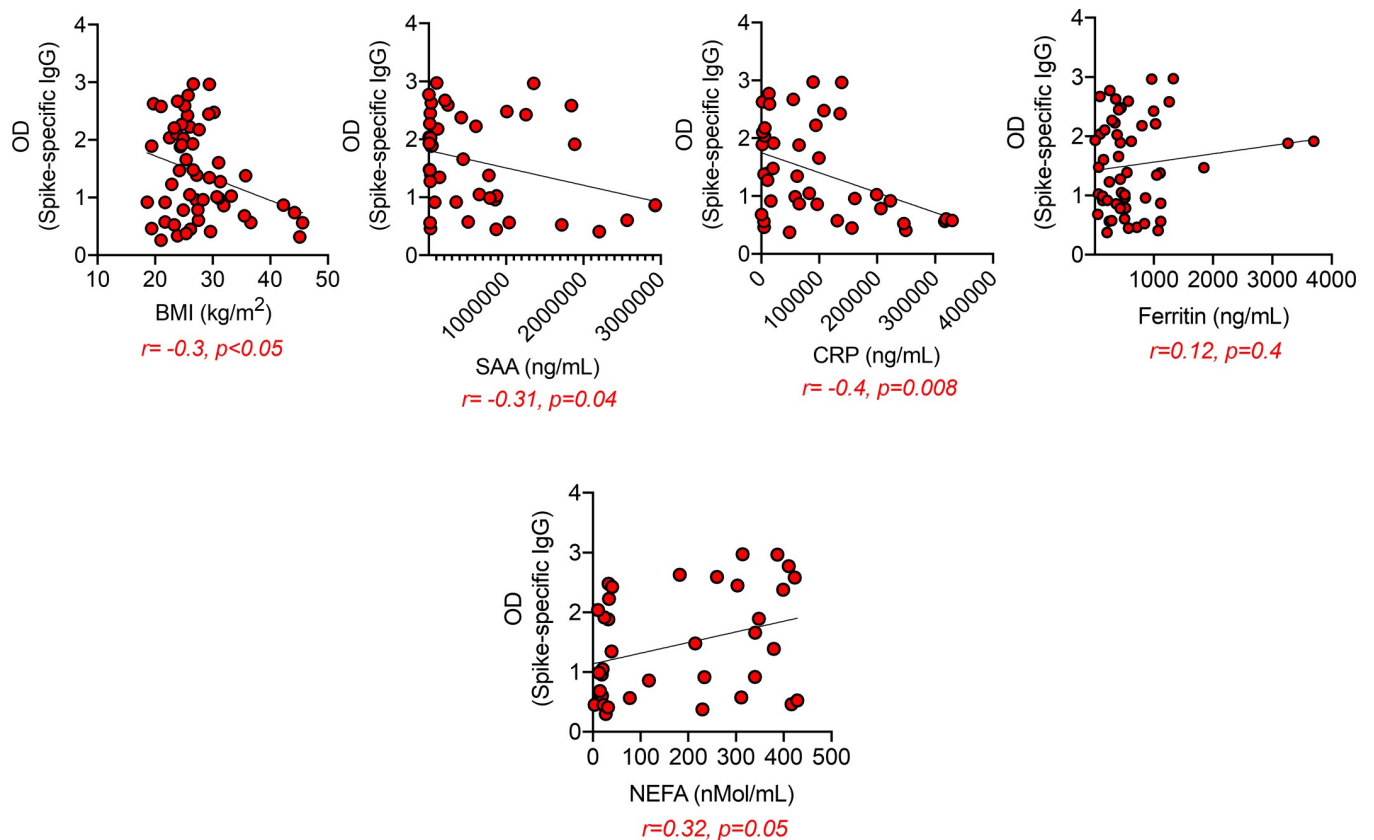 OD
(Spike-specific IgG)
4
3
2
1
0
10 20 30 40 50
BMI (kg/m2)
r= -0.3, p<0.05
OD
(Spike-specific IgG)
4
3
2
1
0
1000000 2000000 3000000
SAA (ng/mL)
r= -0.31, p=0.04
OD
(Spike-specific IgG)
4
3
2
1
0
0 100000 200000 300000 400000
CRP (ng/mL)
r= -0.4, p=0.008
OD
(Spike-specific IgG)
4
3
2
1
0
1000 2000 3000 4000
Ferritin (ng/mL)
r=0.12, p=0.4
OD
(Spike-specific IgG)
4
3
2
1
0
0 100 200 300 400 500
NEFA (nMol/mL)
r=0.32, p=0.05